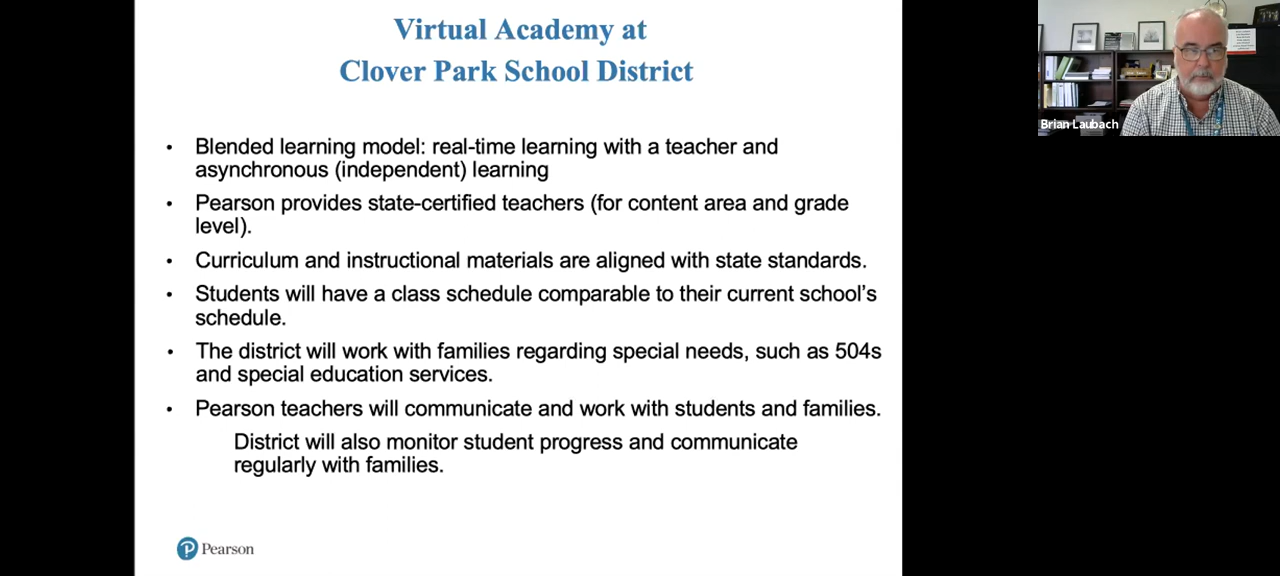 Virtual Academy at
Clover Park School District
• Blended learning model: real-time learning with a teacher and
asynchronous (independent) learning
• Pearson provides state-certified teachers (for content area and grade
level).
• Curriculum and instructional materials are aligned with state standards.
• Students will have a class schedule comparable to their current school's
schedule.
• The district will work with families regarding special needs, such as 504s
and special education services.
• Pearson teachers will communicate and work with students and families.
District will also monitor student progress and communicate
regularly with families.
Pearson
Brian Laubach